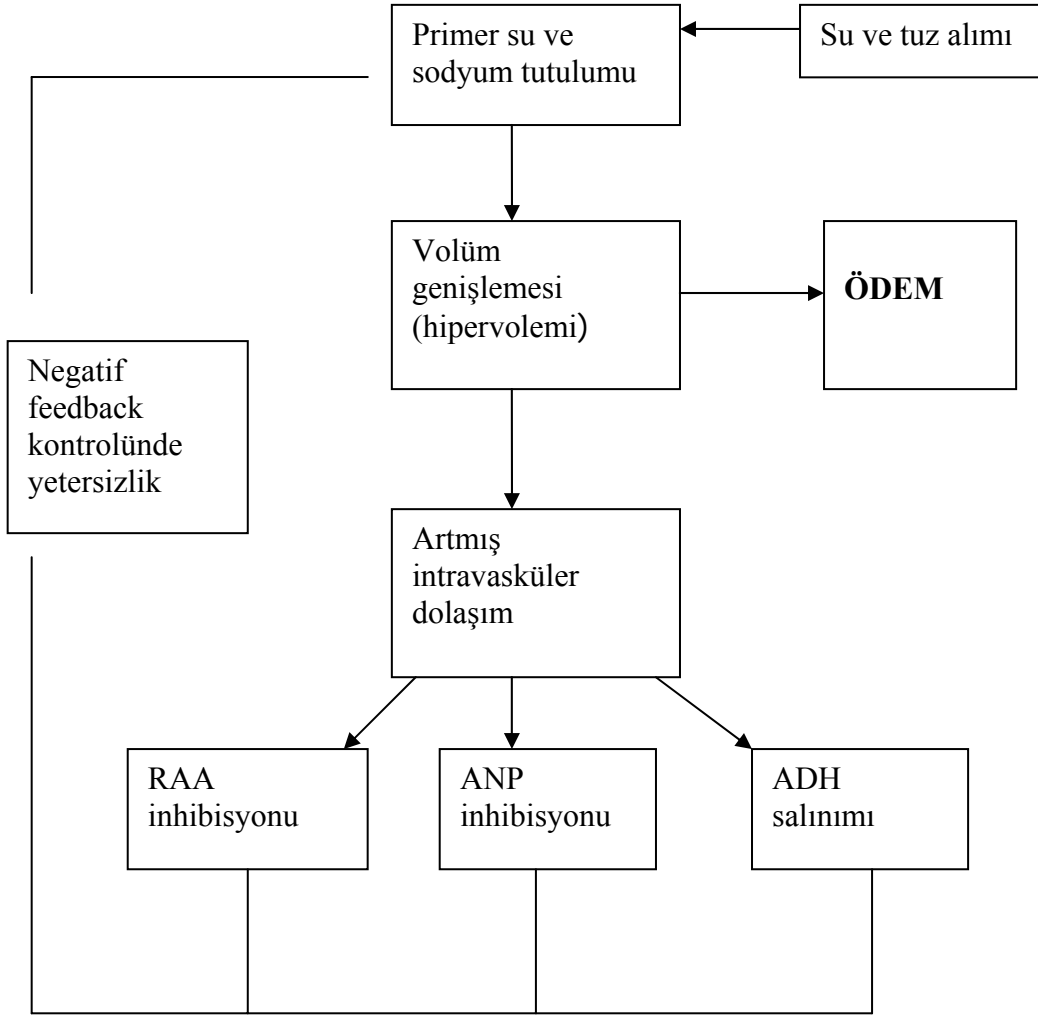 Primer su ve
sodyum tutulumu
Su ve tuz alımı
Volüm
genişlemesi
(hipervolemi)
ÖDEM
Negatif
feedback
kontrolünde
yetersizlik
Artmış
intravasküler
dolaşım
RAA
inhibisyonu
ANP
inhibisyonu
ADH
salınımı